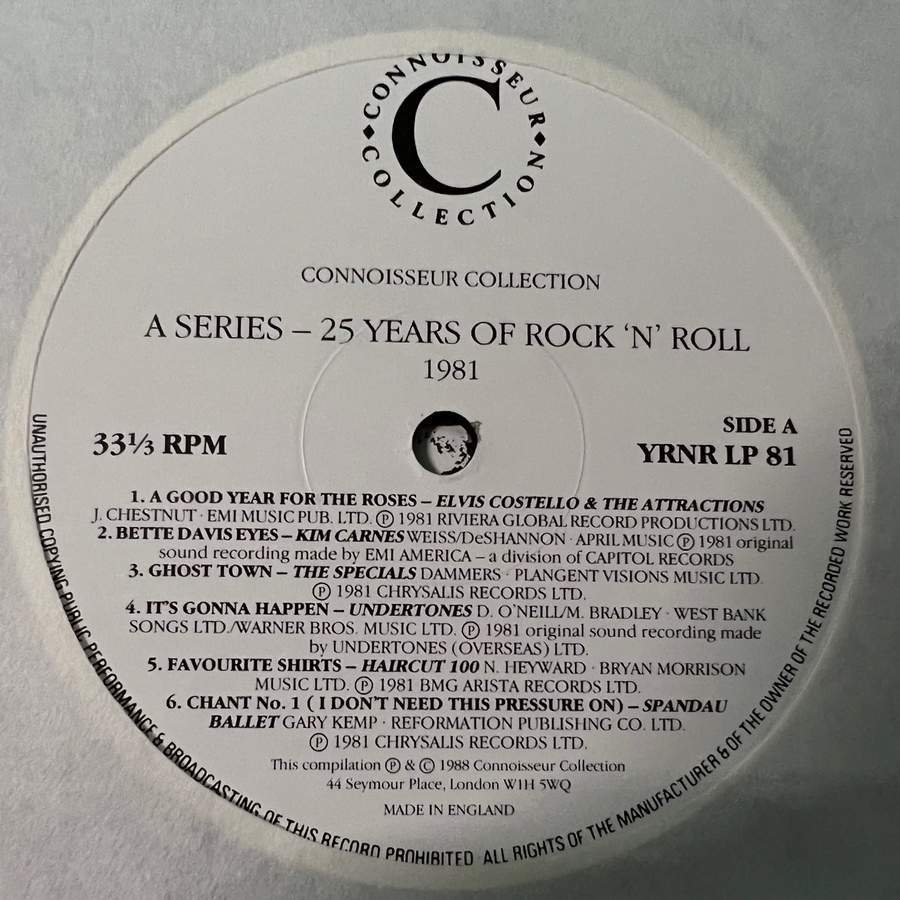 CONNOISSEUR
C
COLLECTION
CONNOISSEUR COLLECTION
A SERIES – 25 YEARS OF ROCK ‘N’ ROLL
1981
33⅓ RPM
SIDE A
YRNR LP 81
1. A GOOD YEAR FOR THE ROSES – ELVIS COSTELLO & THE ATTRACTIONS
J. CHESTNUT · EMI MUSIC PUB. LTD. Ⓟ 1981 RIVIERA GLOBAL RECORD PRODUCTIONS LTD.
2. BETTE DAVIS EYES – KIM CARNES WEISS/DeSHANNON · APRIL MUSIC Ⓟ 1981 original
sound recording made by EMI AMERICA – a division of CAPITOL RECORDS
3. GHOST TOWN – THE SPECIALS DAMMERS · PLANGENT VISIONS MUSIC LTD.
Ⓟ 1981 CHRYSALIS RECORDS LTD.
4. IT'S GONNA HAPPEN – UNDERTONES D. O'NEILL/M. BRADLEY · WEST BANK
SONGS LTD./WARNER BROS. MUSIC LTD. Ⓟ 1981 original sound recording made
by UNDERTONES (OVERSEAS) LTD.
5. FAVOURITE SHIRTS – HAIRCUT 100 N. HEYWARD · BRYAN MORRISON
MUSIC LTD. Ⓟ 1981 BMG ARISTA RECORDS LTD.
6. CHANT No. 1 ( I DON'T NEED THIS PRESSURE ON) – SPANDAU
BALLET GARY KEMP · REFORMATION PUBLISHNG CO. LTD.
Ⓟ 1981 CHRYSALIS RECORDS LTD.
This compilation Ⓟ & © 1988 Connoisseur Collection
44 Seymour Place, London W1H 5WQ
MADE IN ENGLAND
UNAUTHORISED COPYING PUBLIC PERFORMANCE & BROADCASTING OF THIS RECORD PROHIBITED · ALL RIGHTS OF THE MANUFACTURER & OF THE OWNER OF THE RECORDED WORK RESERVED